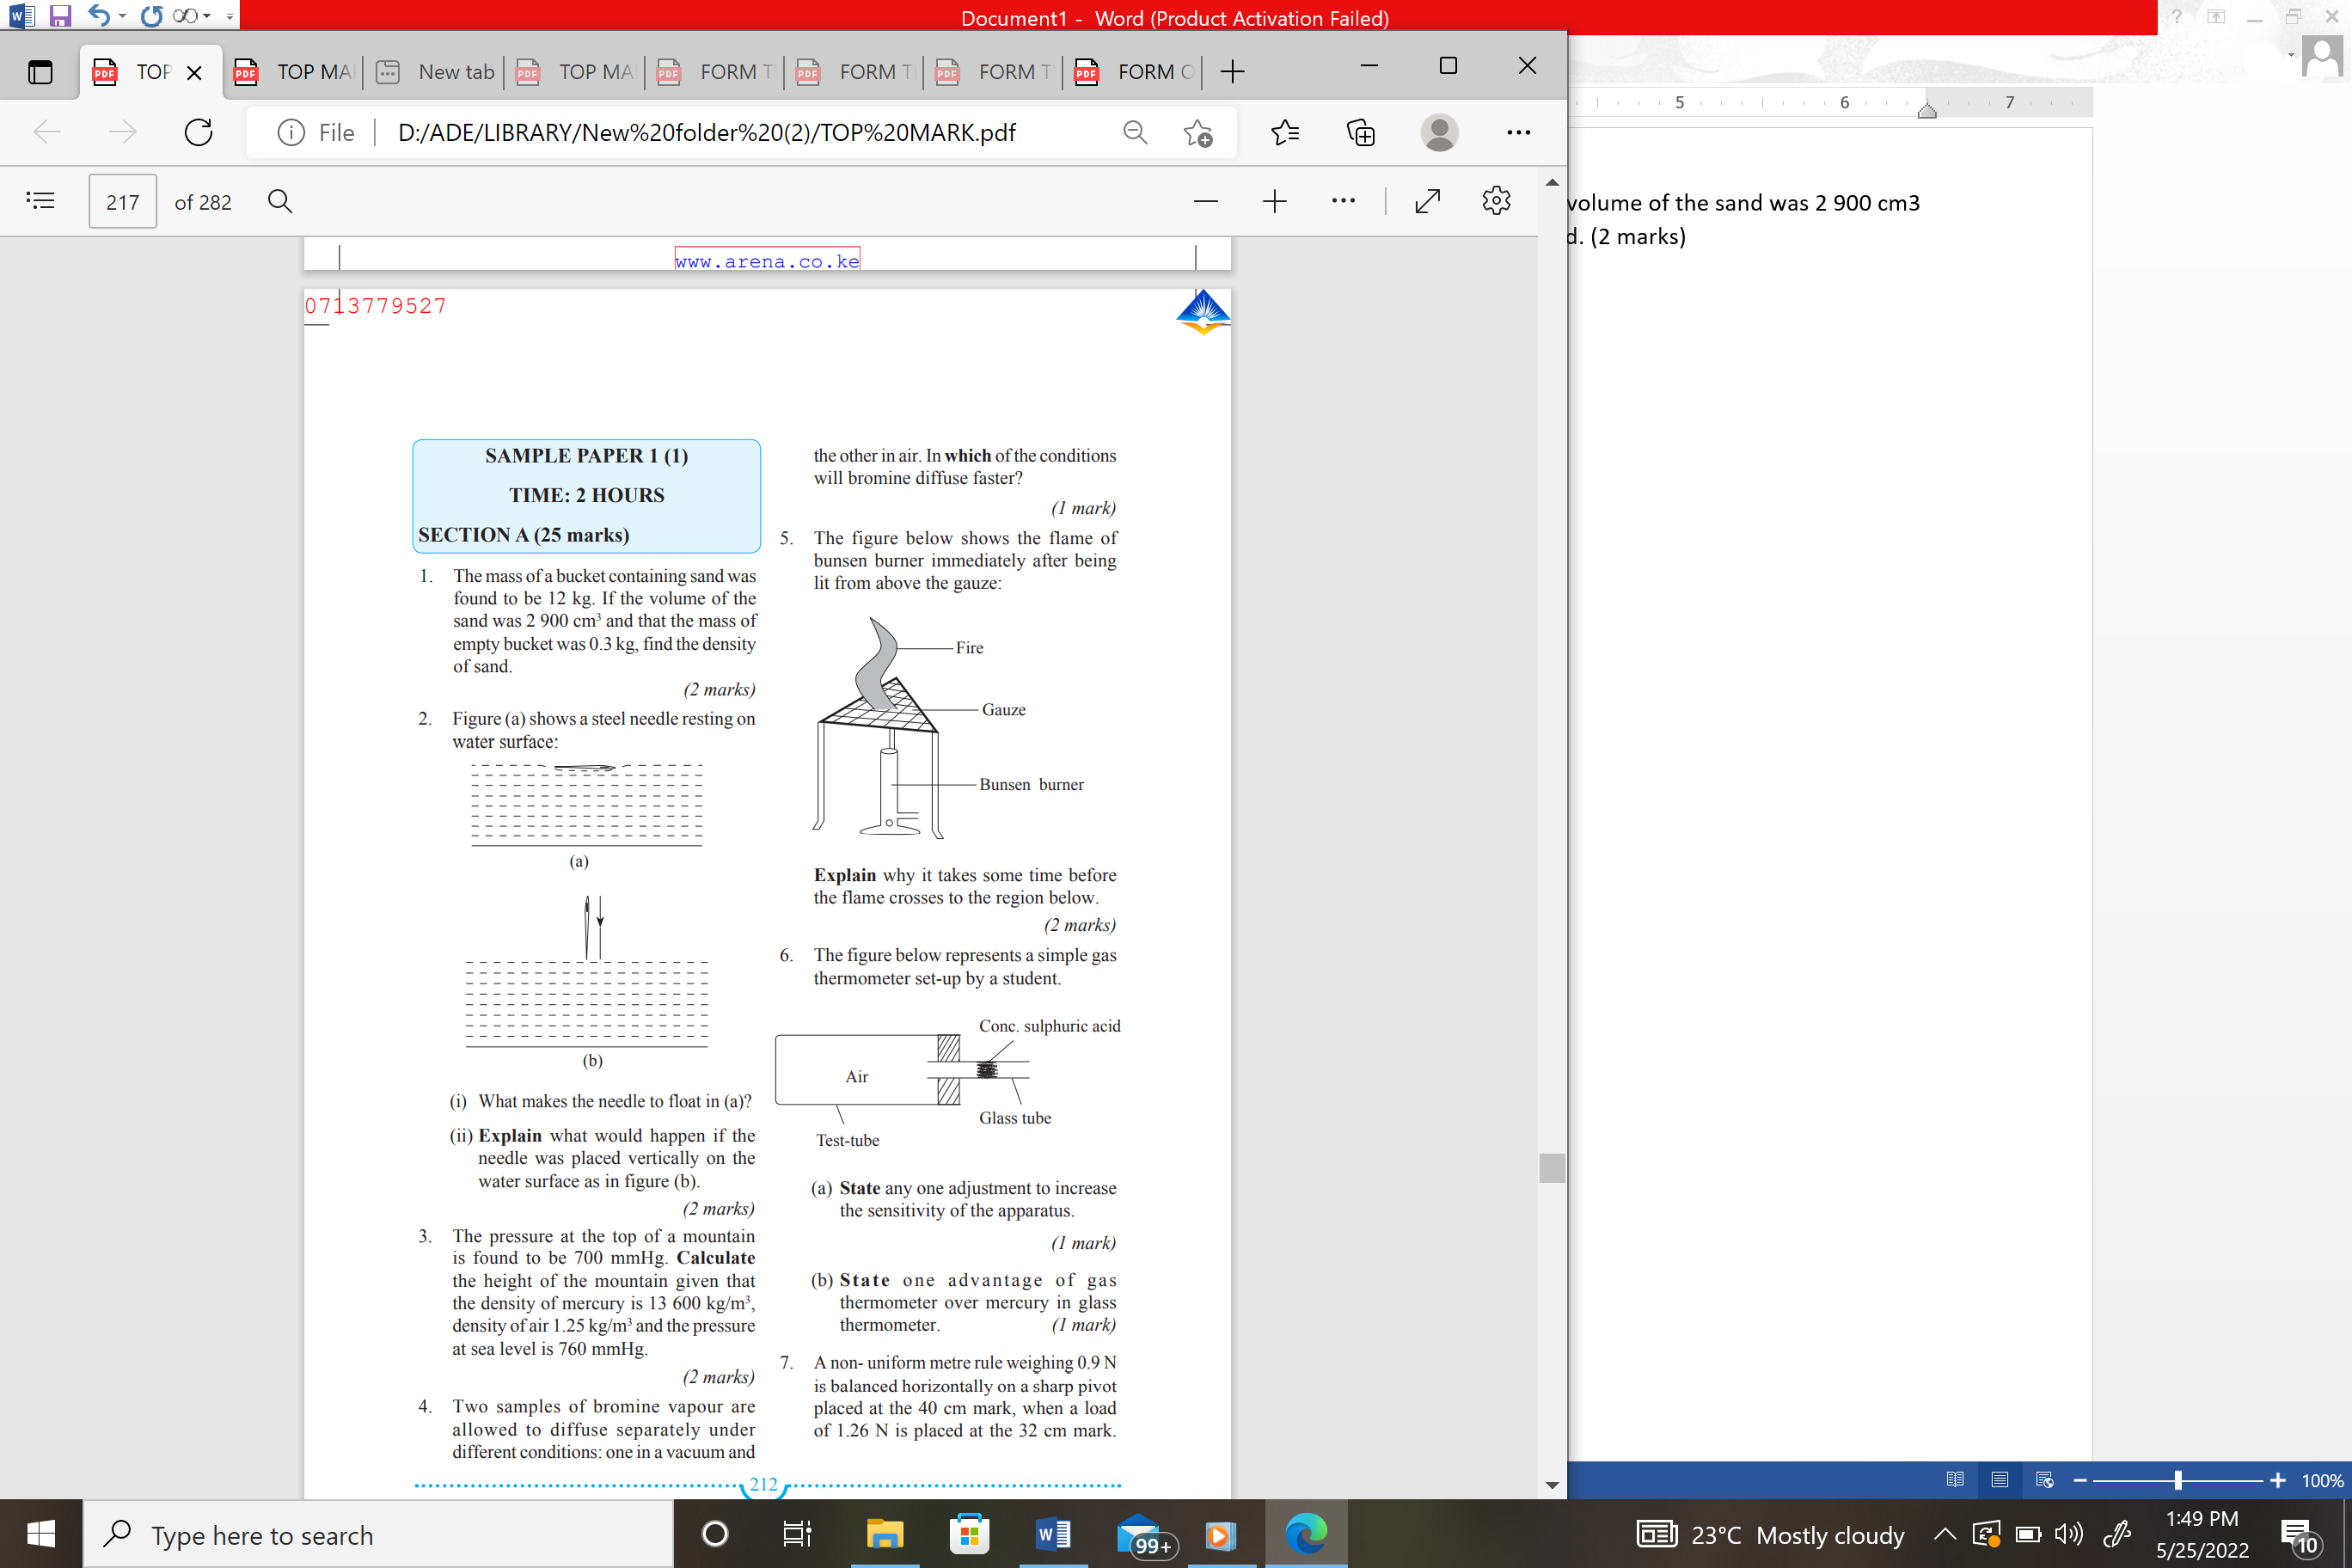 Document1 - Word (Product Activation Failed)
TOP
TOP MA
New tab
TOP MA
FORM T
FORM T
FORM T
FORM O
File
D:/ADE/LIBRARY/New%20folder%20(2)/TOP%20MARK.pdf
217 of 282
5 6 7
volume of the sand was 2 900 cm3
d. (2 marks)
www.arena.co.ke
0713779527
SAMPLE PAPER 1 (1)
TIME: 2 HOURS
SECTION A (25 marks)
1. The mass of a bucket containing sand was
found to be 12 kg. If the volume of the
sand was 2 900 cm³ and that the mass of
empty bucket was 0.3 kg, find the density
of sand.
(2 marks)
2. Figure (a) shows a steel needle resting on
water surface:
(a)
(b)
(i) What makes the needle to float in (a)?
(ii) Explain what would happen if the
needle was placed vertically on the
water surface as in figure (b).
(2 marks)
3. The pressure at the top of a mountain
is found to be 700 mmHg. Calculate
the height of the mountain given that
the density of mercury is 13 600 kg/m³,
density of air 1.25 kg/m³ and the pressure
at sea level is 760 mmHg.
(2 marks)
4. Two samples of bromine vapour are
allowed to diffuse separately under
different conditions: one in a vacuum and
the other in air. In which of the conditions
will bromine diffuse faster?
(1 mark)
5. The figure below shows the flame of
bunsen burner immediately after being
lit from above the gauze:
Fire
Gauze
Bunsen burner
Explain why it takes some time before
the flame crosses to the region below.
(2 marks)
6. The figure below represents a simple gas
thermometer set-up by a student.
Conc. sulphuric acid
Air
Glass tube
Test-tube
(a) State any one adjustment to increase
the sensitivity of the apparatus.
(1 mark)
(b) State one advantage of gas
thermometer over mercury in glass
thermometer. (1 mark)
7. A non- uniform metre rule weighing 0.9 N
is balanced horizontally on a sharp pivot
placed at the 40 cm mark, when a load
of 1.26 N is placed at the 32 cm mark.
212
100%
Type here to search
99+
23°C Mostly cloudy
1:49 PM
5/25/2022
10